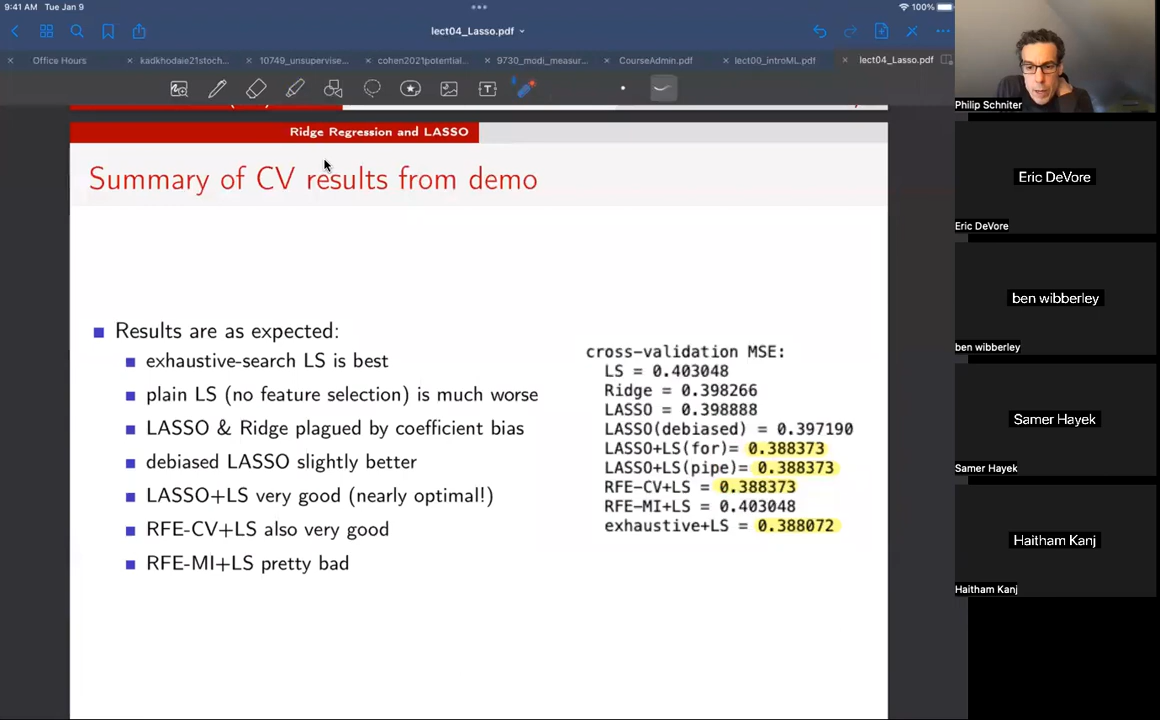 9:41 AM Tue Jan 9
100%
lect04_Lasso.pdf
Office Hours
kadkhodaie21stoch...
10749_unsupervise...
cohen2021potential...
9730_modi_measur...
CourseAdmin.pdf
lect00_introML.pdf
lect04_Lasso.pdf
Ridge Regression and LASSO
Summary of CV results from demo
Results are as expected:
exhaustive-search LS is best
plain LS (no feature selection) is much worse
LASSO & Ridge plagued by coefficient bias
debiased LASSO slightly better
LASSO+LS very good (nearly optimal!)
RFE-CV+LS also very good
RFE-MI+LS pretty bad
cross-validation MSE:
LS = 0.403048
Ridge = 0.398266
LASSO = 0.398888
LASSO(debiased) = 0.397190
LASSO+LS(for)= 0.388373
LASSO+LS(pipe)= 0.388373
RFE-CV+LS = 0.388373
RFE-MI+LS = 0.403048
exhaustive+LS = 0.388072
Philip Schniter
Eric DeVore
Eric DeVore
ben wibberley
ben wibberley
Samer Hayek
Samer Hayek
Haitham Kanj
Haitham Kanj